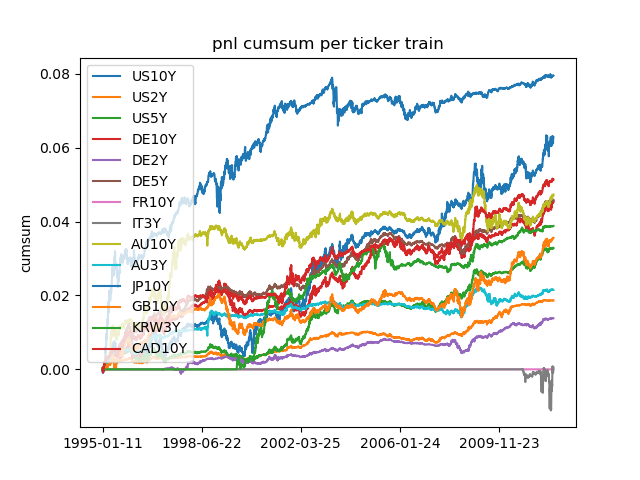 pnl cumsum per ticker train
0.08
0.06
0.04
0.02
0.00
cumsum
US10Y
US2Y
US5Y
DE10Y
DE2Y
DE5Y
FR10Y
IT3Y
AU10Y
AU3Y
JP10Y
GB10Y
KRW3Y
CAD10Y
1995-01-11 1998-06-22 2002-03-25 2006-01-24 2009-11-23